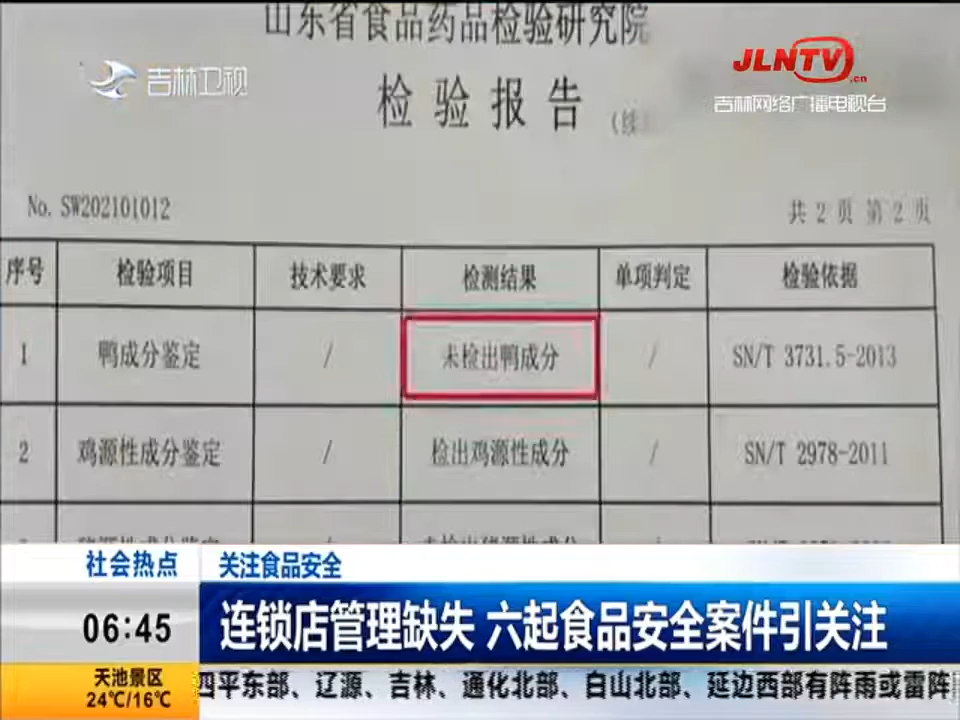 山东省食品药品检验研究院
吉林卫视
JLNTV.cn
吉林网络广播电视台
检验报告
No. SW202101012
共 2 页 第 2 页
序号 检验项目 技术要求 检测结果 单项判定 检验依据
1 鸭成分鉴定 / 未检出鸭成分 / SN/T 3731.5-2013
2 鸡源性成分鉴定 / 检出鸡源性成分 / SN/T 2978-2011
社会热点
关注食品安全
06:45
连锁店管理缺失 六起食品安全案件引关注
天池景区
24℃/16℃
四平东部、辽源、吉林、通化北部、白山北部、延边西部有阵雨或雷阵